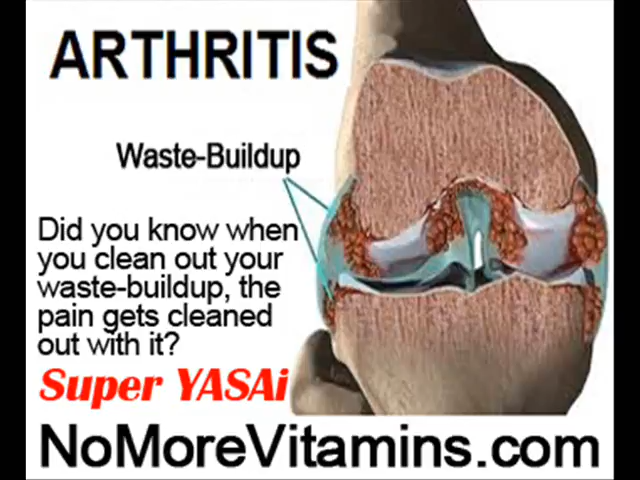 ARTHRITIS
Waste-Buildup
Did you know when
you clean out your
waste-buildup, the
pain gets cleaned
out with it?
Super YASAi
NoMoreVitamins.com